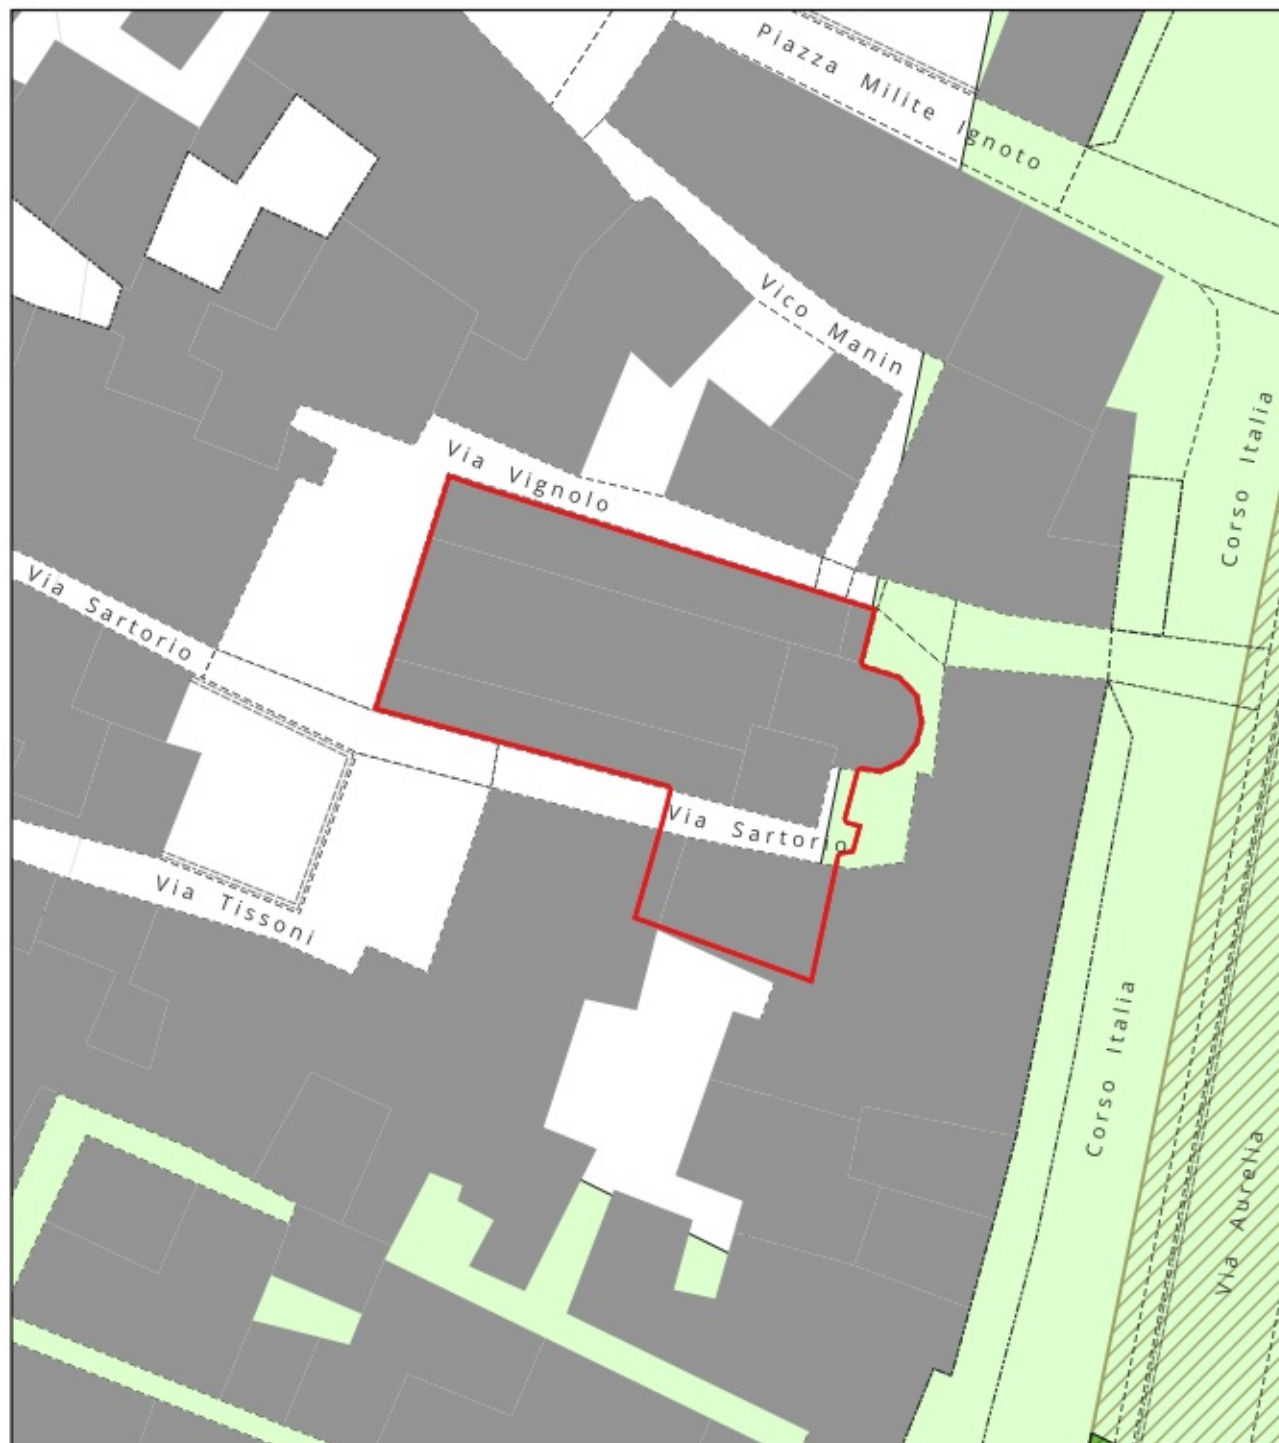 Piazza Milite Ignoto
Vico Manin
Corso Italia
Via Vignolo
Via Sartorio
Via Sartorio
Via Tissoni
Corso Italia
Via Aurelia